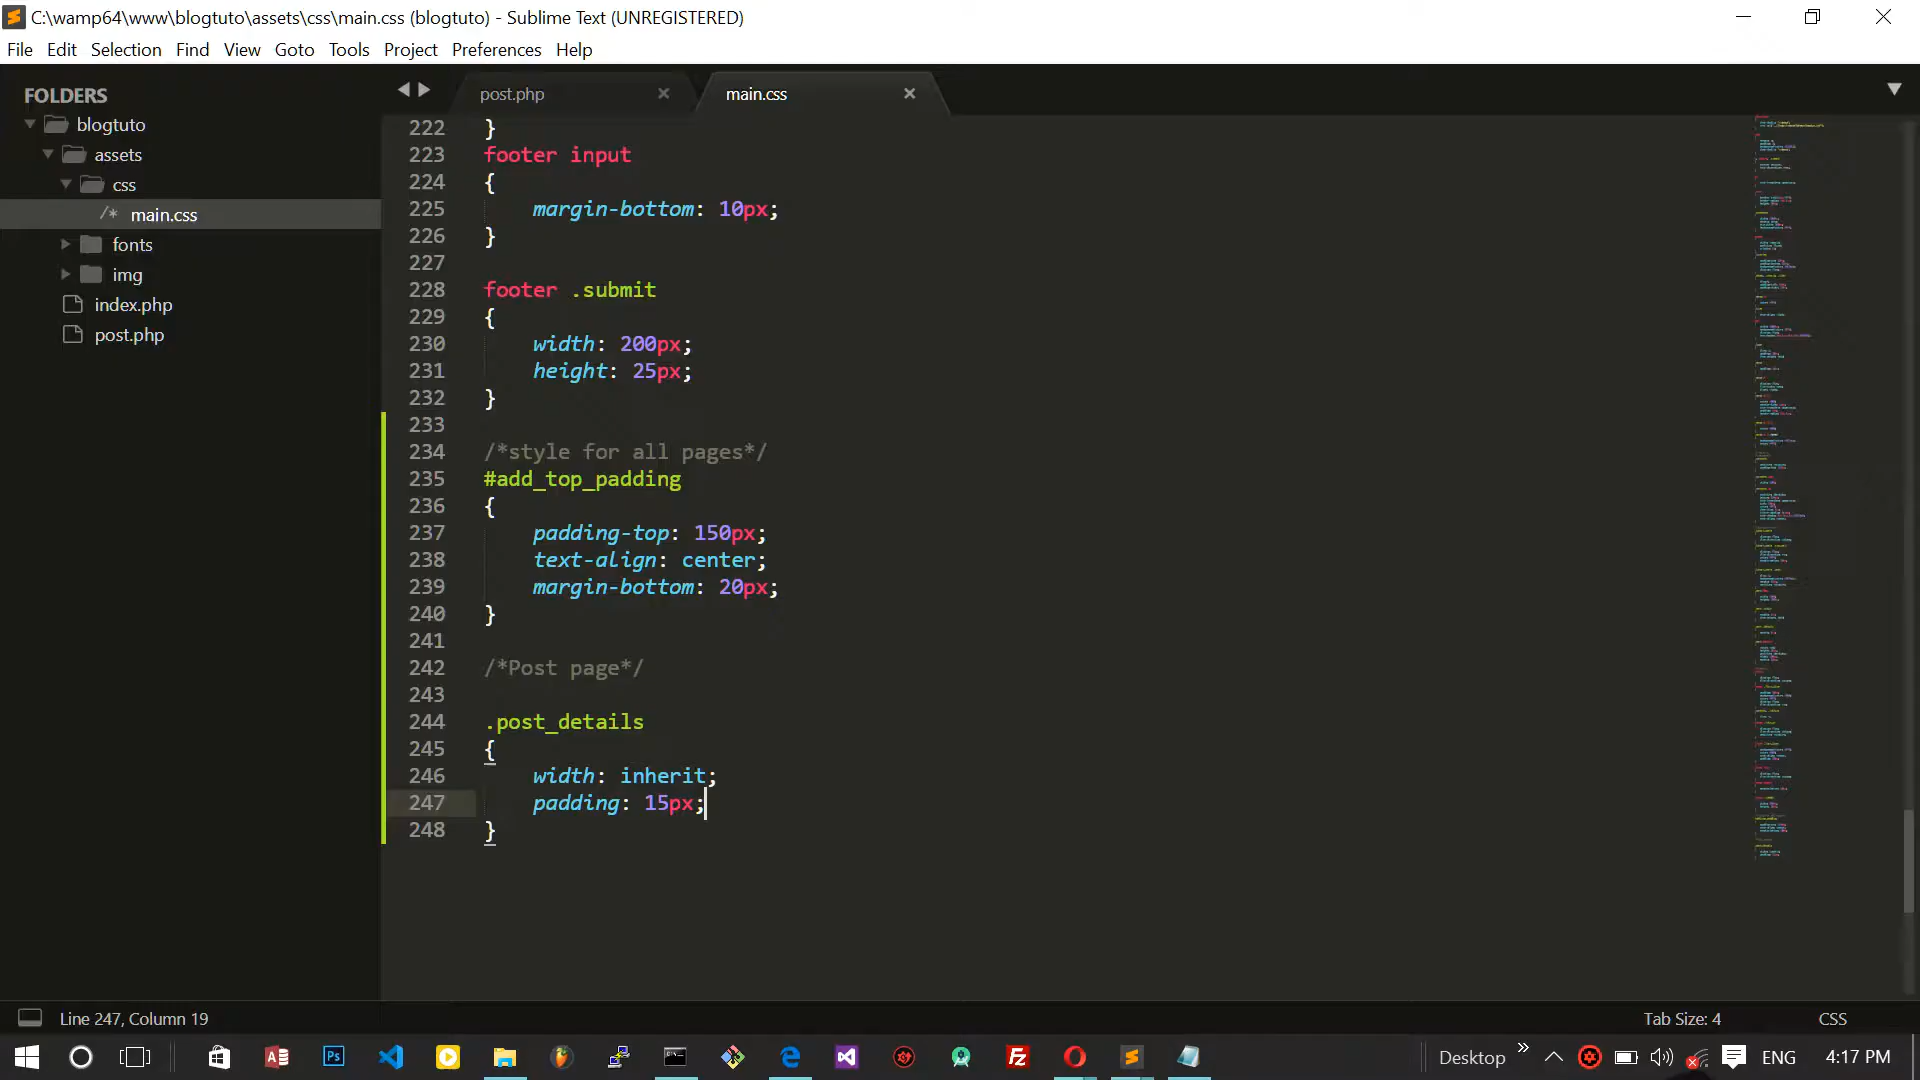 C:\wamp64\www\blogtuto\assets\css\main.css (blogtuto) - Sublime Text (UNREGISTERED)
File Edit Selection Find View Goto Tools Project Preferences Help
FOLDERS
blogtuto
assets
css
/* main.css
fonts
img
index.php
post.php
post.php main.css
222 }
223 footer input
224 {
225 margin-bottom: 10px;
226 }
227
228 footer .submit
229 {
230 width: 200px;
231 height: 25px;
232 }
233
234 /*style for all pages*/
235 #add_top_padding
236 {
237 padding-top: 150px;
238 text-align: center;
239 margin-bottom: 20px;
240 }
241
242 /*Post page*/
243
244 .post_details
245 {
246 width: inherit;
247 padding: 15px;
248 }
Line 247, Column 19 Tab Size: 4 CSS
Desktop ENG 4:17 PM